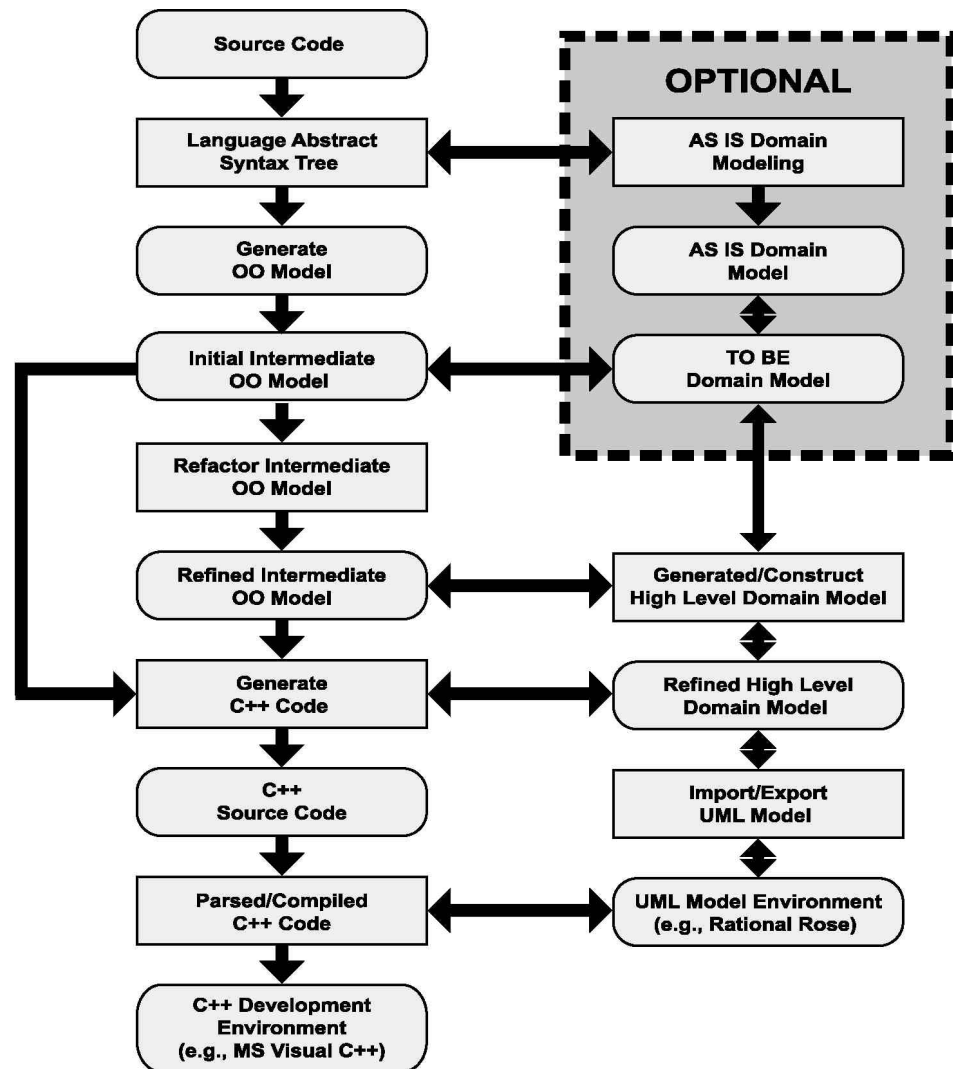 Source Code
Language Abstract
Syntax Tree
Generate
OO Model
Initial Intermediate
OO Model
Refactor Intermediate
OO Model
Refined Intermediate
OO Model
Generate
C++ Code
C++
Source Code
Parsed/Compiled
C++ Code
C++ Development
Environment
(e.g., MS Visual C++)
OPTIONAL
AS IS Domain
Modeling
AS IS Domain
Model
TO BE
Domain Model
Generated/Construct
High Level Domain Model
Refined High Level
Domain Model
Import/Export
UML Model
UML Model Environment
(e.g., Rational Rose)